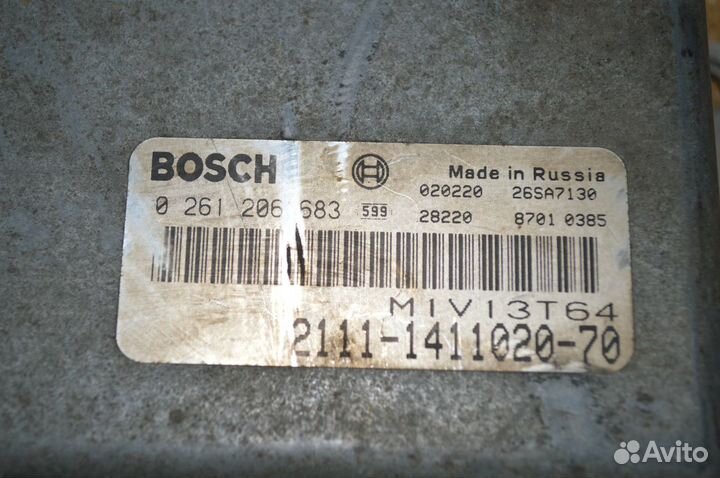 BOSCH
Made in Russia
020220 26SA7130
0 261 206 683 599
28220 8701 0385
M1V13T64
2111-1411020-70
Avito